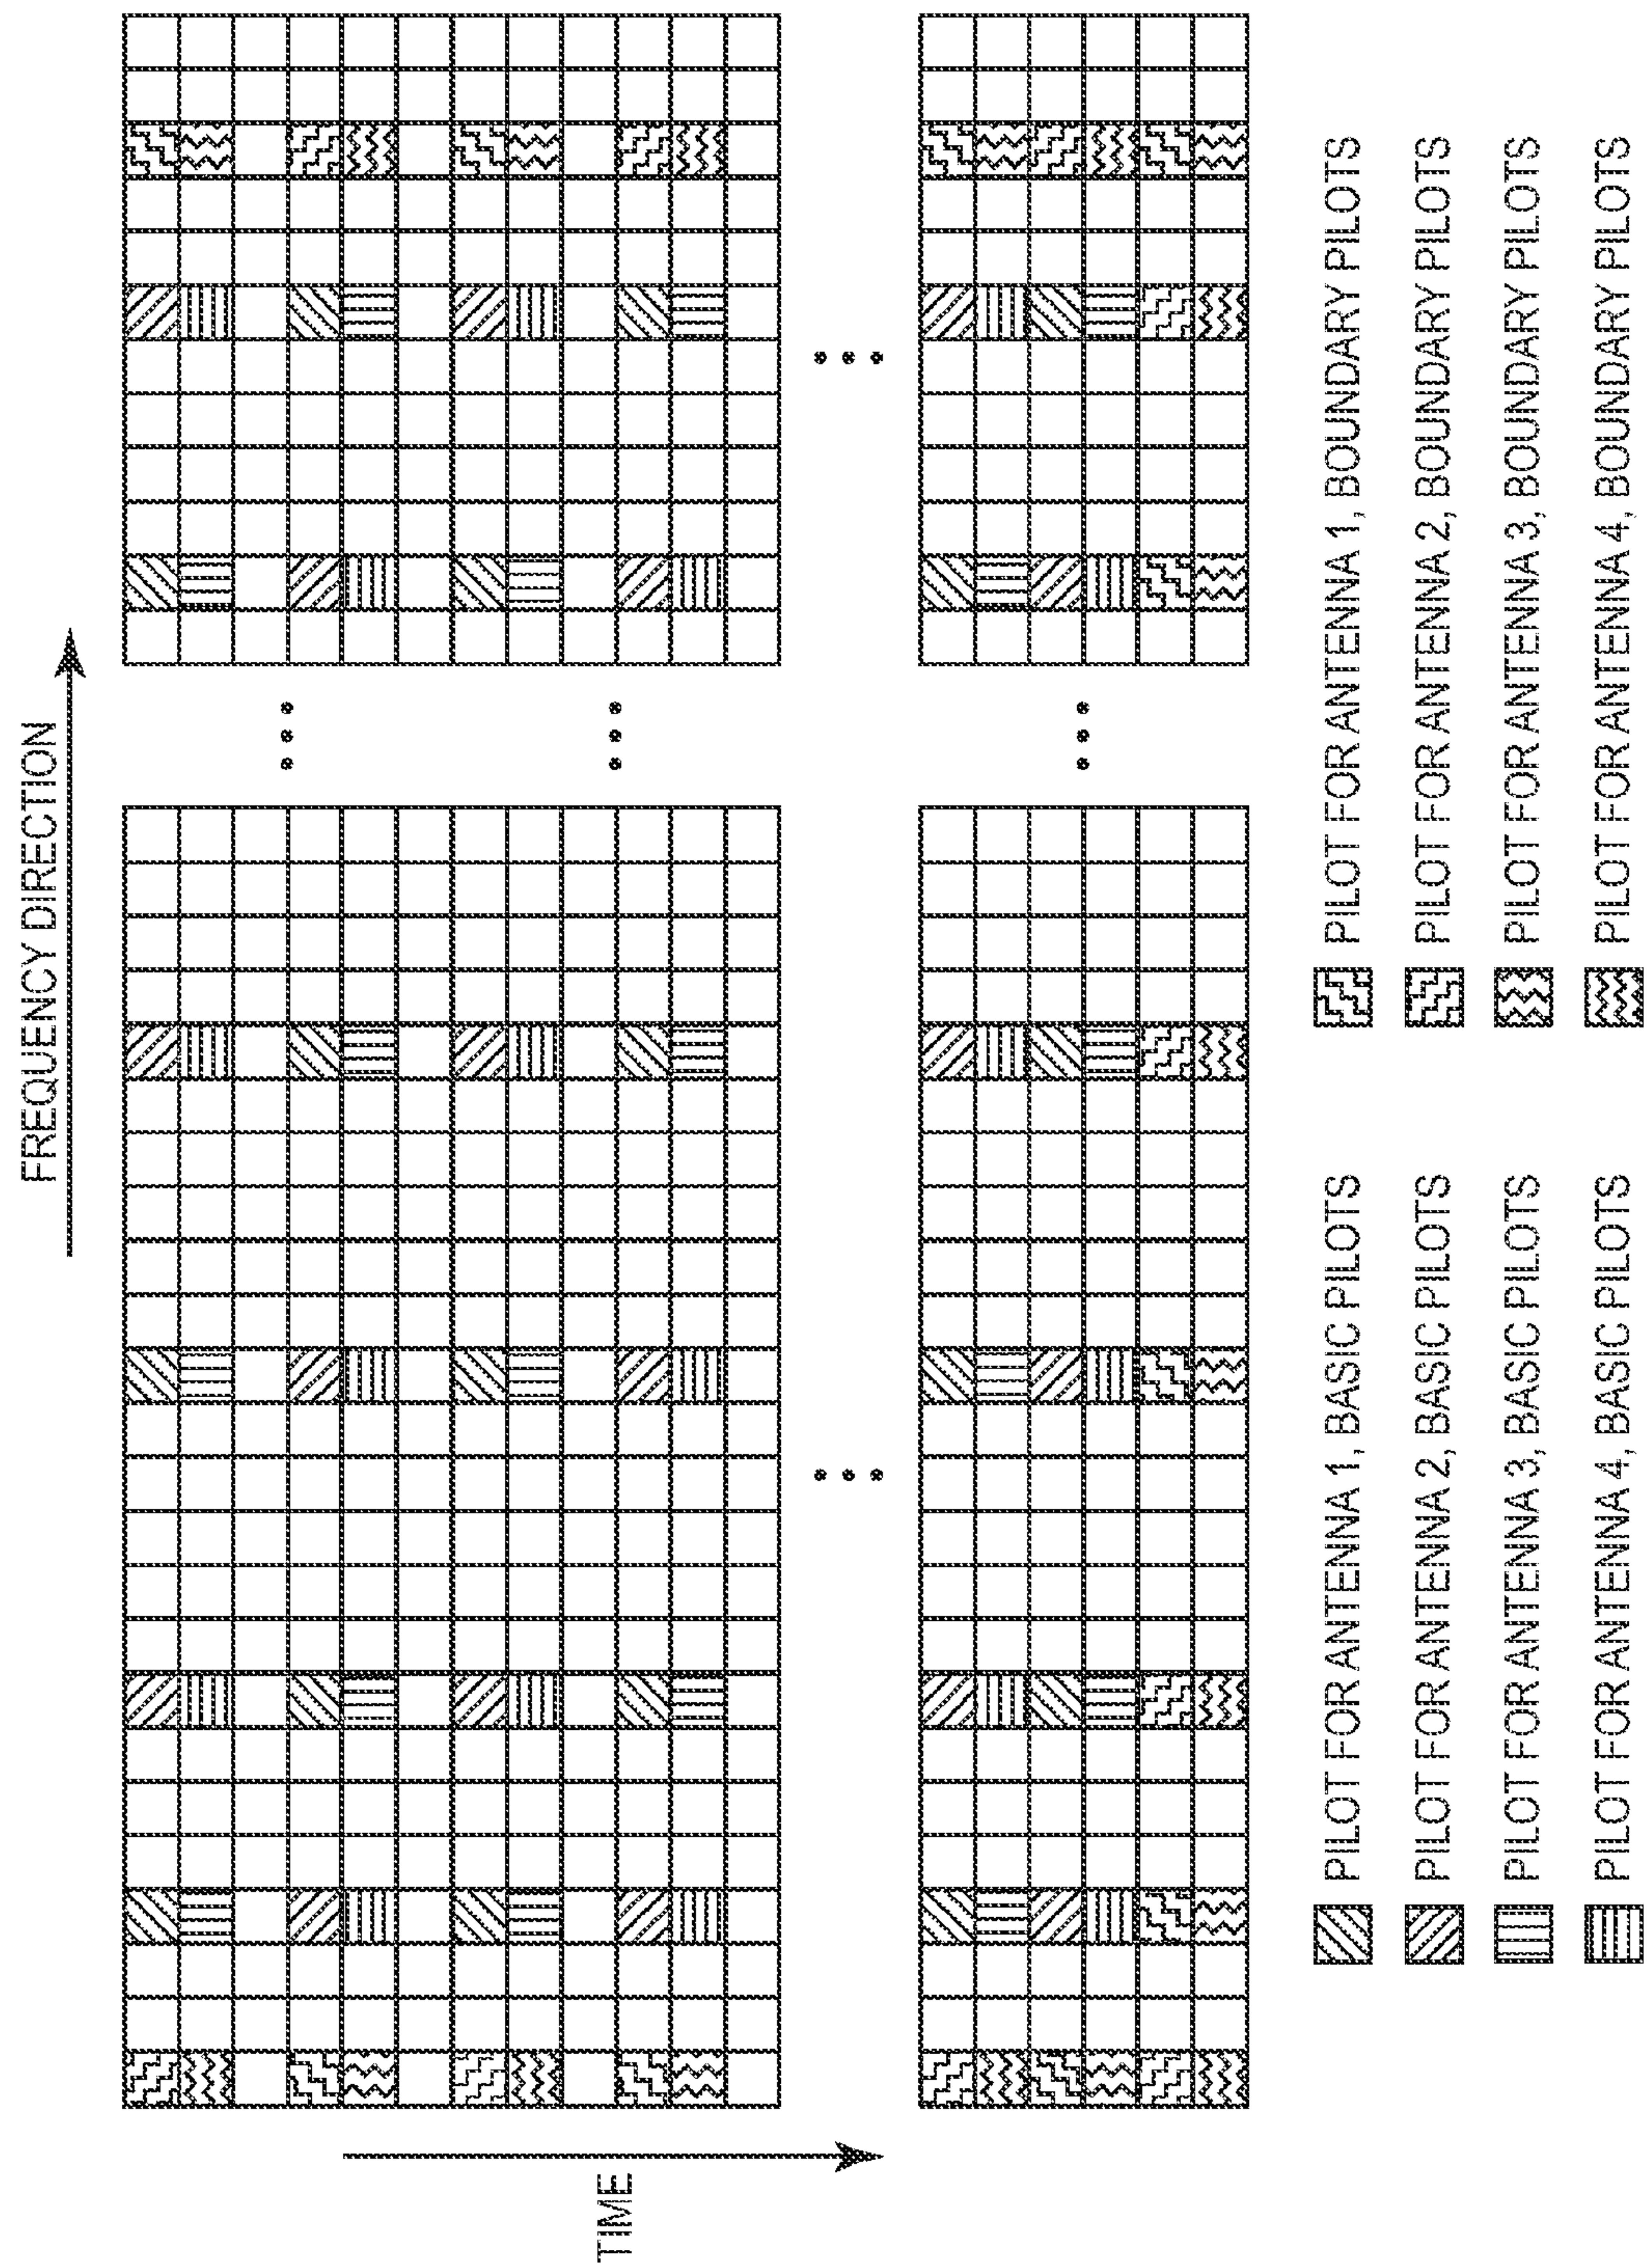 FREQUENCY DIRECTION
TIME
PILOT FOR ANTENNA 1, BASIC PILOTS
PILOT FOR ANTENNA 2, BASIC PILOTS
PILOT FOR ANTENNA 3, BASIC PILOTS
PILOT FOR ANTENNA 4, BASIC PILOTS
PILOT FOR ANTENNA 1, BOUNDARY PILOTS
PILOT FOR ANTENNA 2, BOUNDARY PILOTS
PILOT FOR ANTENNA 3, BOUNDARY PILOTS
PILOT FOR ANTENNA 4, BOUNDARY PILOTS